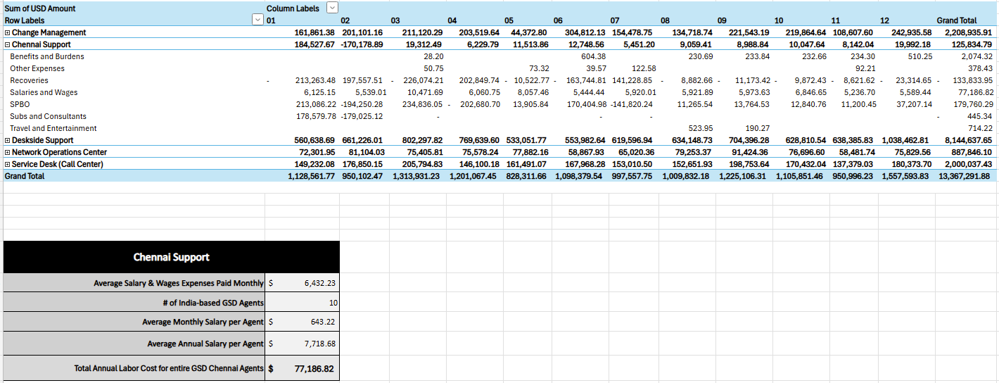 Sum of USD Amount Column Labels
Row Labels 01 02 03 04 05 06 07 08 09 10 11 12 Grand Total
Change Management 161,861.38 201,101.16 211,120.29 203,519.64 44,372.80 304,812.13 154,478.75 134,718.74 221,543.19 219,864.64 108,607.60 242,935.58 2,208,935.91
Chennai Support 184,527.67 -170,178.89 19,312.49 6,229.79 11,513.86 12,748.56 5,451.20 9,059.41 8,988.84 10,047.64 8,142.04 19,992.18 125,834.79
Benefits and Burdens 28.20 604.38 230.69 233.84 232.66 234.30 510.25 2,074.32
Other Expenses 50.75 73.32 39.57 122.58 92.21 378.43
Recoveries - 213,263.48 197,557.51 - 226,074.21 202,849.74 - 10,522.77 - 163,744.81 141,228.85 - 8,882.66 - 11,173.42 - 9,872.43 - 8,621.62 - 23,314.65 - 133,833.95
Salaries and Wages 6,125.15 5,539.01 10,471.69 6,060.75 8,057.46 5,444.44 5,920.01 5,921.89 5,973.63 6,846.65 5,236.70 5,589.44 77,186.82
SPBO 213,086.22 -194,250.28 234,836.05 - 202,680.70 13,905.84 170,404.98 -141,820.24 11,265.54 13,764.53 12,840.76 11,200.45 37,207.14 179,760.29
Subs and Consultants 178,579.78 -179,025.12 - - - - 445.34
Travel and Entertainment 523.95 190.27 714.22
Deskside Support 560,638.69 661,226.01 802,297.82 769,639.60 533,051.77 553,982.64 619,596.94 634,148.73 704,396.28 628,810.54 638,385.83 1,038,462.81 8,144,637.65
Network Operations Center 72,301.95 81,104.03 75,405.81 75,578.24 77,882.16 58,867.93 65,020.36 79,253.37 91,424.36 76,696.60 58,481.74 75,829.56 887,846.10
Service Desk (Call Center) 149,232.08 176,850.15 205,794.83 146,100.18 161,491.07 167,968.28 153,010.50 152,651.93 198,753.64 170,432.04 137,379.03 180,373.70 2,000,037.43
Grand Total 1,128,561.77 950,102.47 1,313,931.23 1,201,067.45 828,311.66 1,098,379.54 997,557.75 1,009,832.18 1,225,106.31 1,105,851.46 950,996.23 1,557,593.83 13,367,291.88
Chennai Support
Average Salary & Wages Expenses Paid Monthly $ 6,432.23
# of India-based GSD Agents 10
Average Monthly Salary per Agent $ 643.22
Average Annual Salary per Agent $ 7,718.68
Total Annual Labor Cost for entire GSD Chennai Agents $ 77,186.82